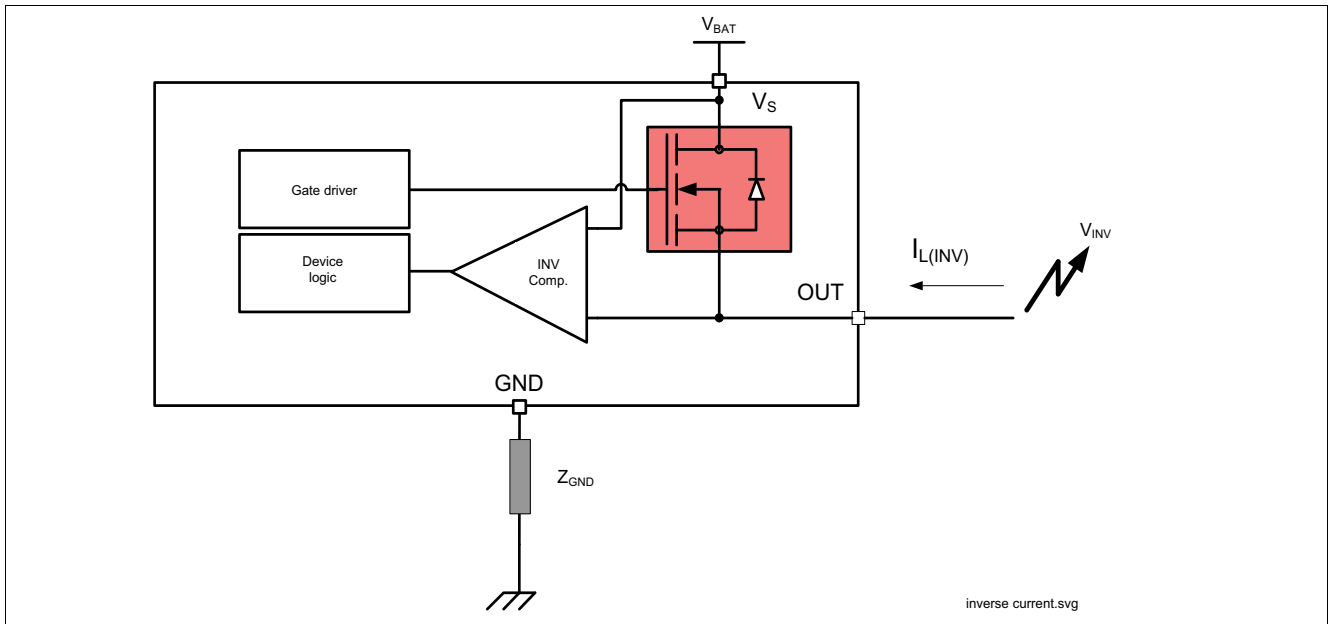 V_BAT
V_S
Gate driver
Device
logic
INV
Comp.
OUT
I_L(INV)
V_INV
GND
Z_GND
inverse current.svg